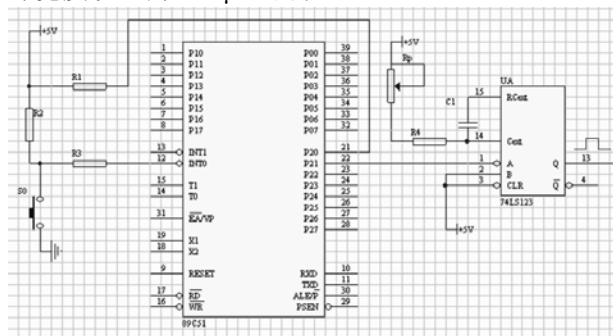 +5V
R1
R2
R3
S0
1 P10 P00 39
2 P11 P01 38
3 P12 P02 37
4 P13 P03 36
5 P14 P04 35
6 P15 P05 34
7 P16 P06 33
8 P17 P07 32
13 INT1 P20 21
12 INT0 P21 22
P22 23
15 T1 P23 24
14 T0 P24 25
P25 26
31 EA/VP P26 27
P27 28
19 X1
18 X2
9 RESET RXD 10
TXD 11
17 RD ALE/P 30
16 WR PSEN 29
89C51
+5V
Rp
R4
C1
UA
15 RCext
14 Cext
1 A Q 13
2 B
3 CLR Q 4
74LS123
+5V